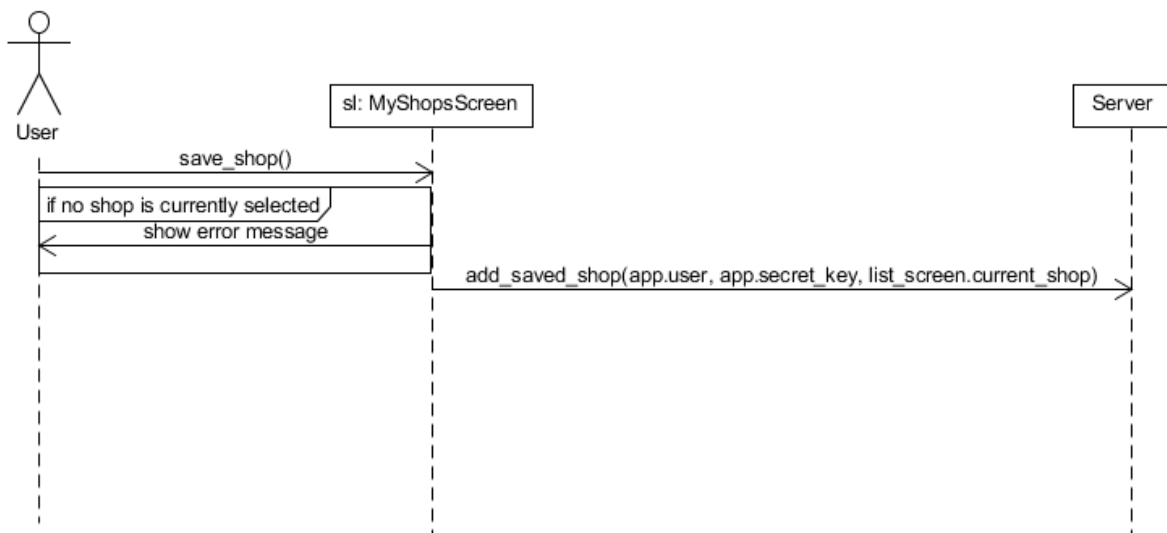 User
sl: MyShopsScreen
Server
save_shop()
if no shop is currently selected
show error message
add_saved_shop(app.user, app.secret_key, list_screen.current_shop)